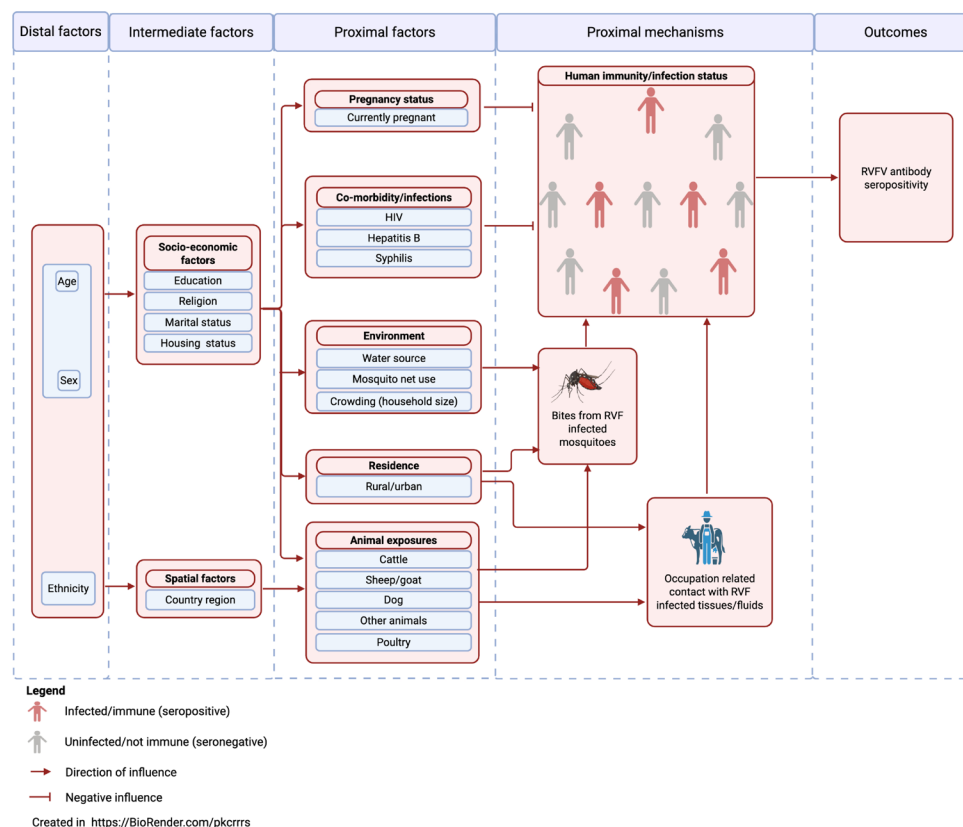 Distal factors
Intermediate factors
Proximal factors
Proximal mechanisms
Outcomes
Age
Sex
Ethnicity
Socio-economic
factors
Education
Religion
Marital status
Housing status
Spatial factors
Country region
Pregnancy status
Currently pregnant
Co-morbidity/infections
HIV
Hepatitis B
Syphilis
Environment
Water source
Mosquito net use
Crowding (household size)
Residence
Rural/urban
Animal exposures
Cattle
Sheep/goat
Dog
Other animals
Poultry
Human immunity/infection status
Bites from RVF
infected
mosquitoes
Occupation related
contact with RVF
infected tissues/fluids
RVFV antibody
seropositivity
Legend
Infected/immune (seropositive)
Uninfected/not immune (seronegative)
Direction of influence
Negative influence
Created in https://BioRender.com/pkcrrrs